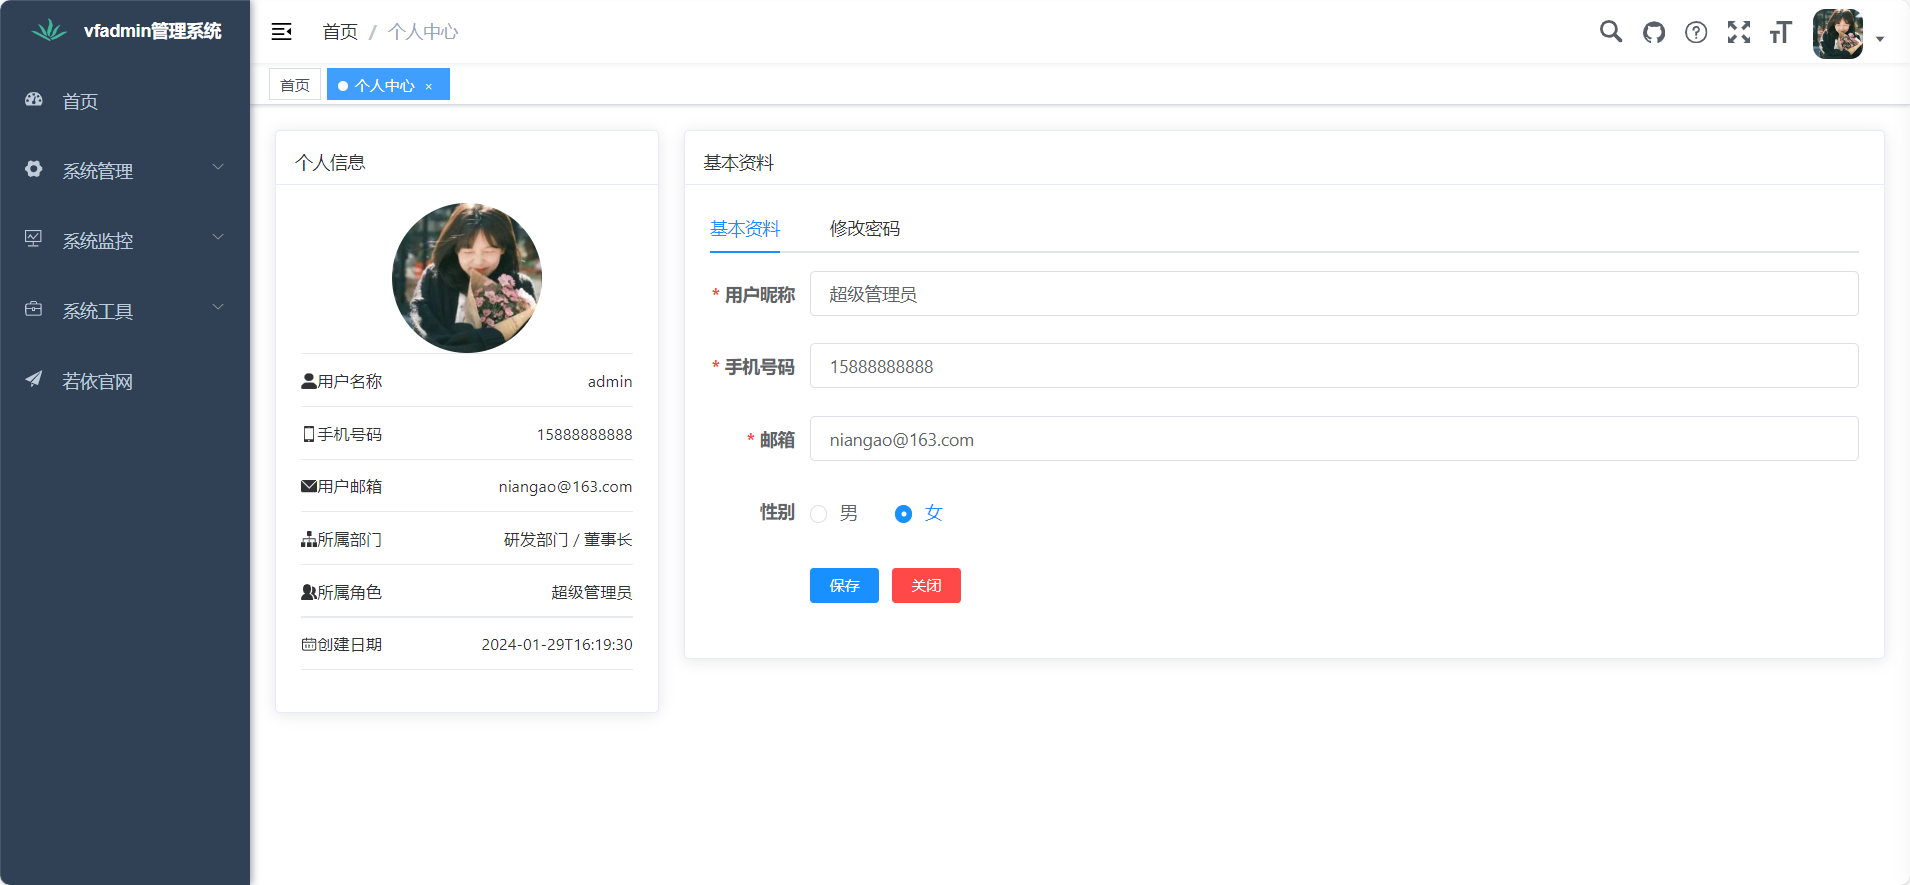 vfadmin管理系统
首页
系统管理
系统监控
系统工具
若依官网
首页 / 个人中心
首页
个人中心 ×
个人信息
用户名称 admin
手机号码 15888888888
用户邮箱 niangao@163.com
所属部门 研发部门 / 董事长
所属角色 超级管理员
创建日期 2024-01-29T16:19:30
基本资料
基本资料 修改密码
* 用户昵称 超级管理员
* 手机号码 15888888888
* 邮箱 niangao@163.com
性别 男 女
保存 关闭